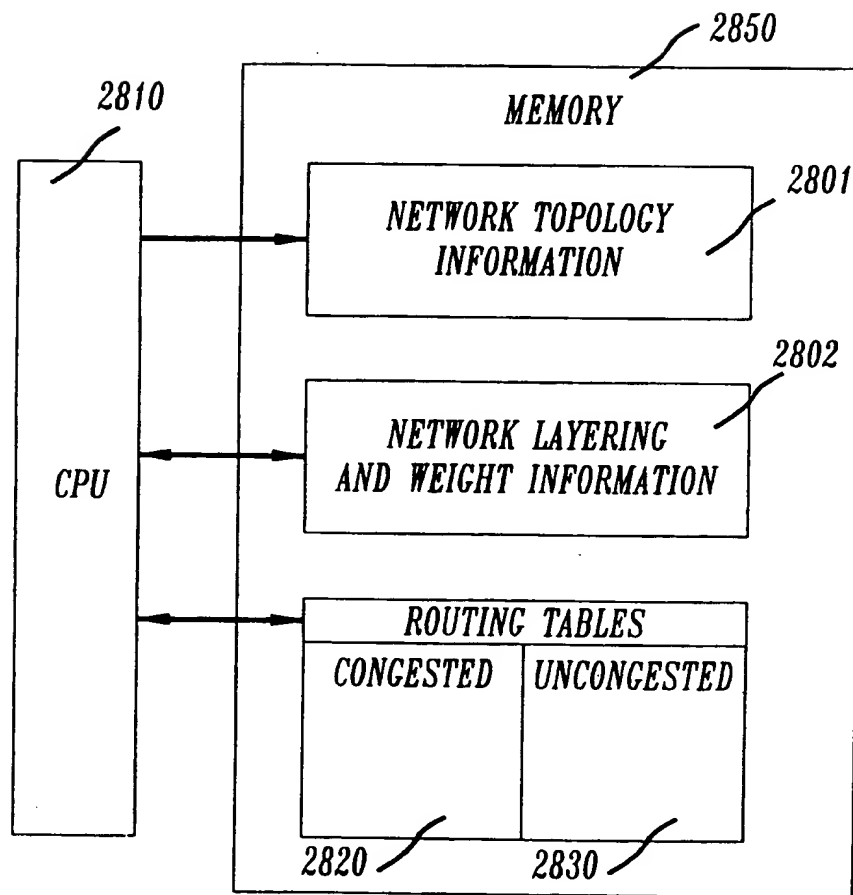 2850
2810
MEMORY
2801
NETWORK TOPOLOGY
INFORMATION
2802
NETWORK LAYERING
AND WEIGHT INFORMATION
CPU
ROUTING TABLES
CONGESTED
UNCONGESTED
2820
2830